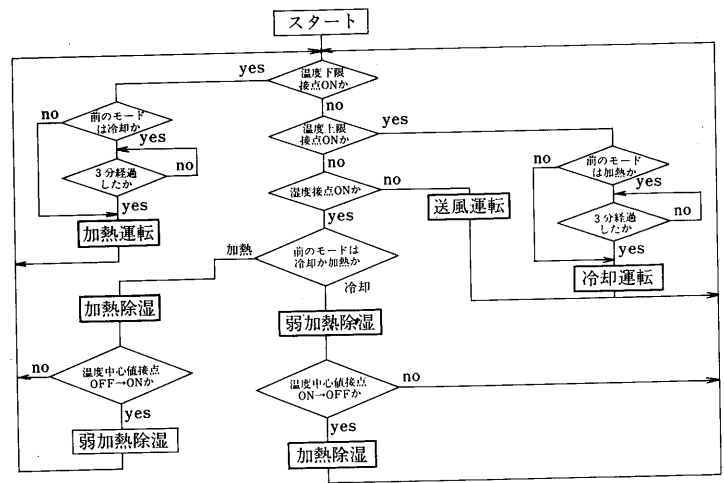 スタート
yes
温度下限
接点ONか
no
no
前のモード
は冷却か
yes
3分経過
したか
no
yes
加熱運転
温度上限
接点ONか
yes
no
湿度接点ONか
no
yes
送風運転
no
前のモード
は加熱か
yes
3分経過
したか
no
yes
冷却運転
加熱
前のモードは
冷却か加熱か
冷却
加熱除湿
弱加熱除湿
no
温度中心値接点
OFF→ONか
yes
弱加熱除湿
温度中心値接点
ON→OFFか
no
yes
加熱除湿